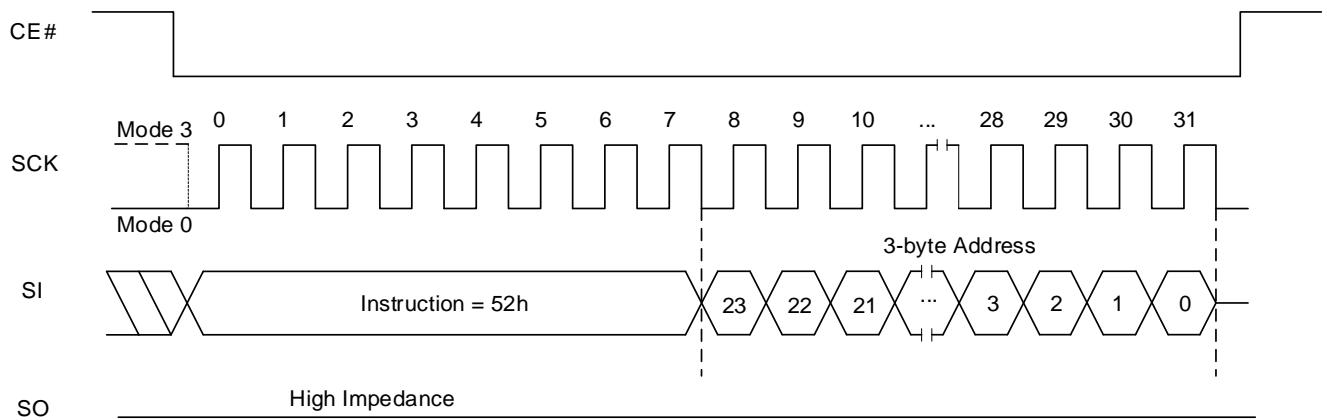 CE#
0 1 2 3 4 5 6 7 8 9 10 ... 28 29 30 31
Mode 3
SCK
Mode 0
3-byte Address
SI
Instruction = 52h 23 22 21 ... 3 2 1 0
High Impedance
SO